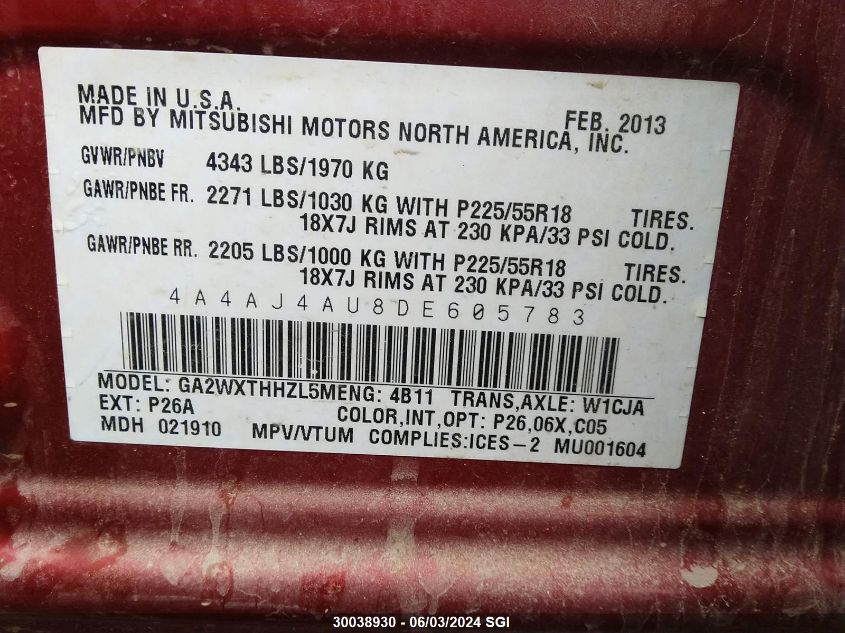 MADE IN U.S.A. FEB. 2013
MFD BY MITSUBISHI MOTORS NORTH AMERICA, INC.
GVWR/PNBV 4343 LBS/1970 KG
GAWR/PNBE FR. 2271 LBS/1030 KG WITH P225/55R18 TIRES.
18X7J RIMS AT 230 KPA/33 PSI COLD.
GAWR/PNBE RR. 2205 LBS/1000 KG WITH P225/55R18 TIRES.
18X7J RIMS AT 230 KPA/33 PSI COLD.
4A4AJ4AU8DE605783
MODEL: GA2WXTHHZL5MENG: 4B11 TRANS,AXLE: W1CJA
EXT: P26A COLOR,INT,OPT: P26,06X,C05
MDH 021910 MPV/VTUM COMPLIES:ICES-2 MU001604
30038930 - 06/03/2024 SGI